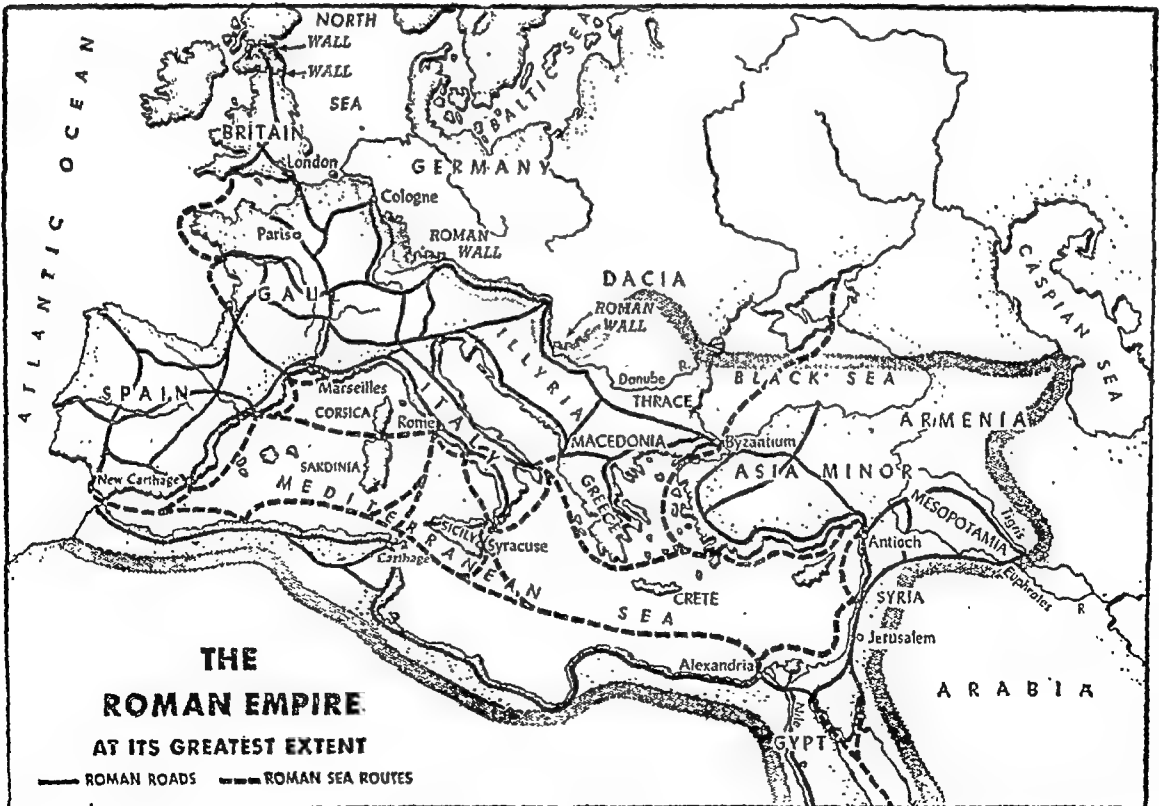 NORTH
WALL
WALL
SEA
ATLANTIC OCEAN
BRITAIN
London
BALTIC SEA
GERMANY
Cologne
Paris
ROMAN
WALL
GAUL
DACIA
ROMAN
WALL
CASPIAN SEA
SPAIN
Marseilles
CORSICA
ITALY
Rome
ILLYRIA
Danube R.
THRACE
BLACK SEA
ARMENIA
MACEDONIA
Byzantium
ASIA MINOR
SARDINIA
New Carthage
MEDITERRANEAN SEA
GREECE
SICILY
Syracuse
Carthage
CRETE
MESOPOTAMIA
Tigris
Antioch
Euphrates R
SYRIA
Jerusalem
Alexandria
ARABIA
Nile
EGYPT
THE
ROMAN EMPIRE
AT ITS GREATEST EXTENT
ROMAN ROADS ROMAN SEA ROUTES